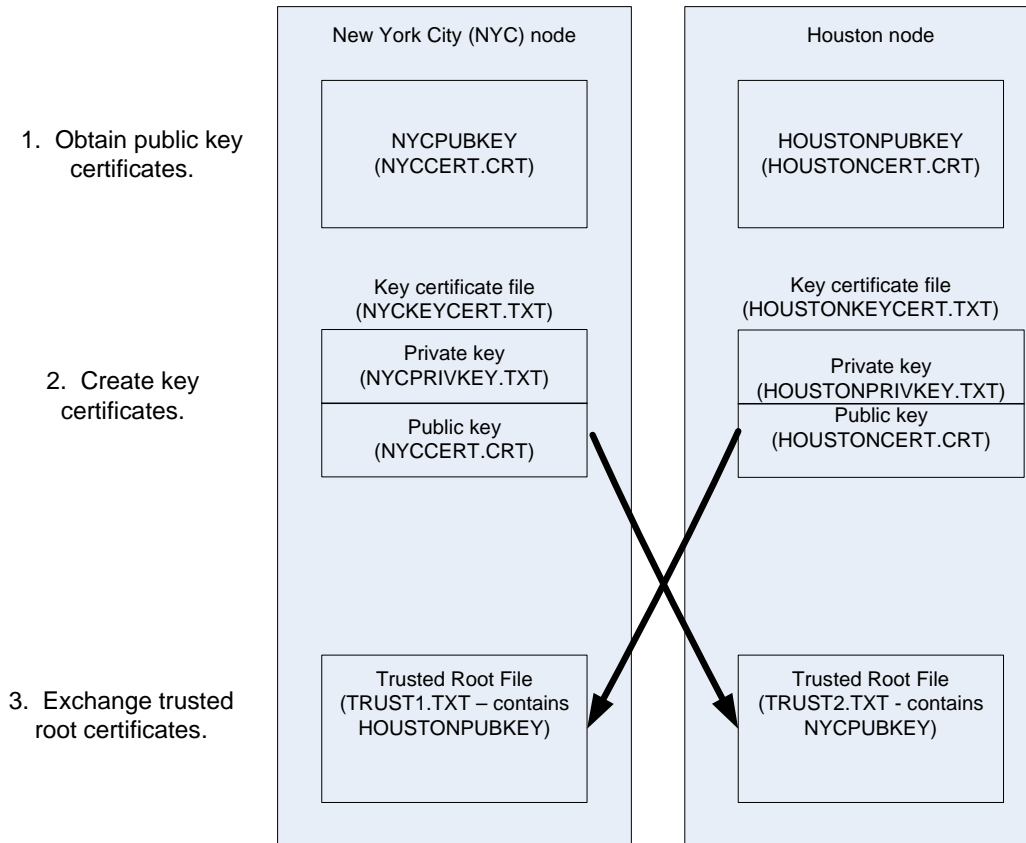 New York City (NYC) node
Houston node
1. Obtain public key
certificates.
NYCPUBKEY
(NYCCERT.CRT)
HOUSTONPUBKEY
(HOUSTONCERT.CRT)
Key certificate file
(NYCKEYCERT.TXT)
Key certificate file
(HOUSTONKEYCERT.TXT)
2. Create key
certificates.
Private key
(NYCPRIVKEY.TXT)
Public key
(NYCCERT.CRT)
Private key
(HOUSTONPRIVKEY.TXT)
Public key
(HOUSTONCERT.CRT)
3. Exchange trusted
root certificates.
Trusted Root File
(TRUST1.TXT – contains
HOUSTONPUBKEY)
Trusted Root File
(TRUST2.TXT - contains
NYCPUBKEY)